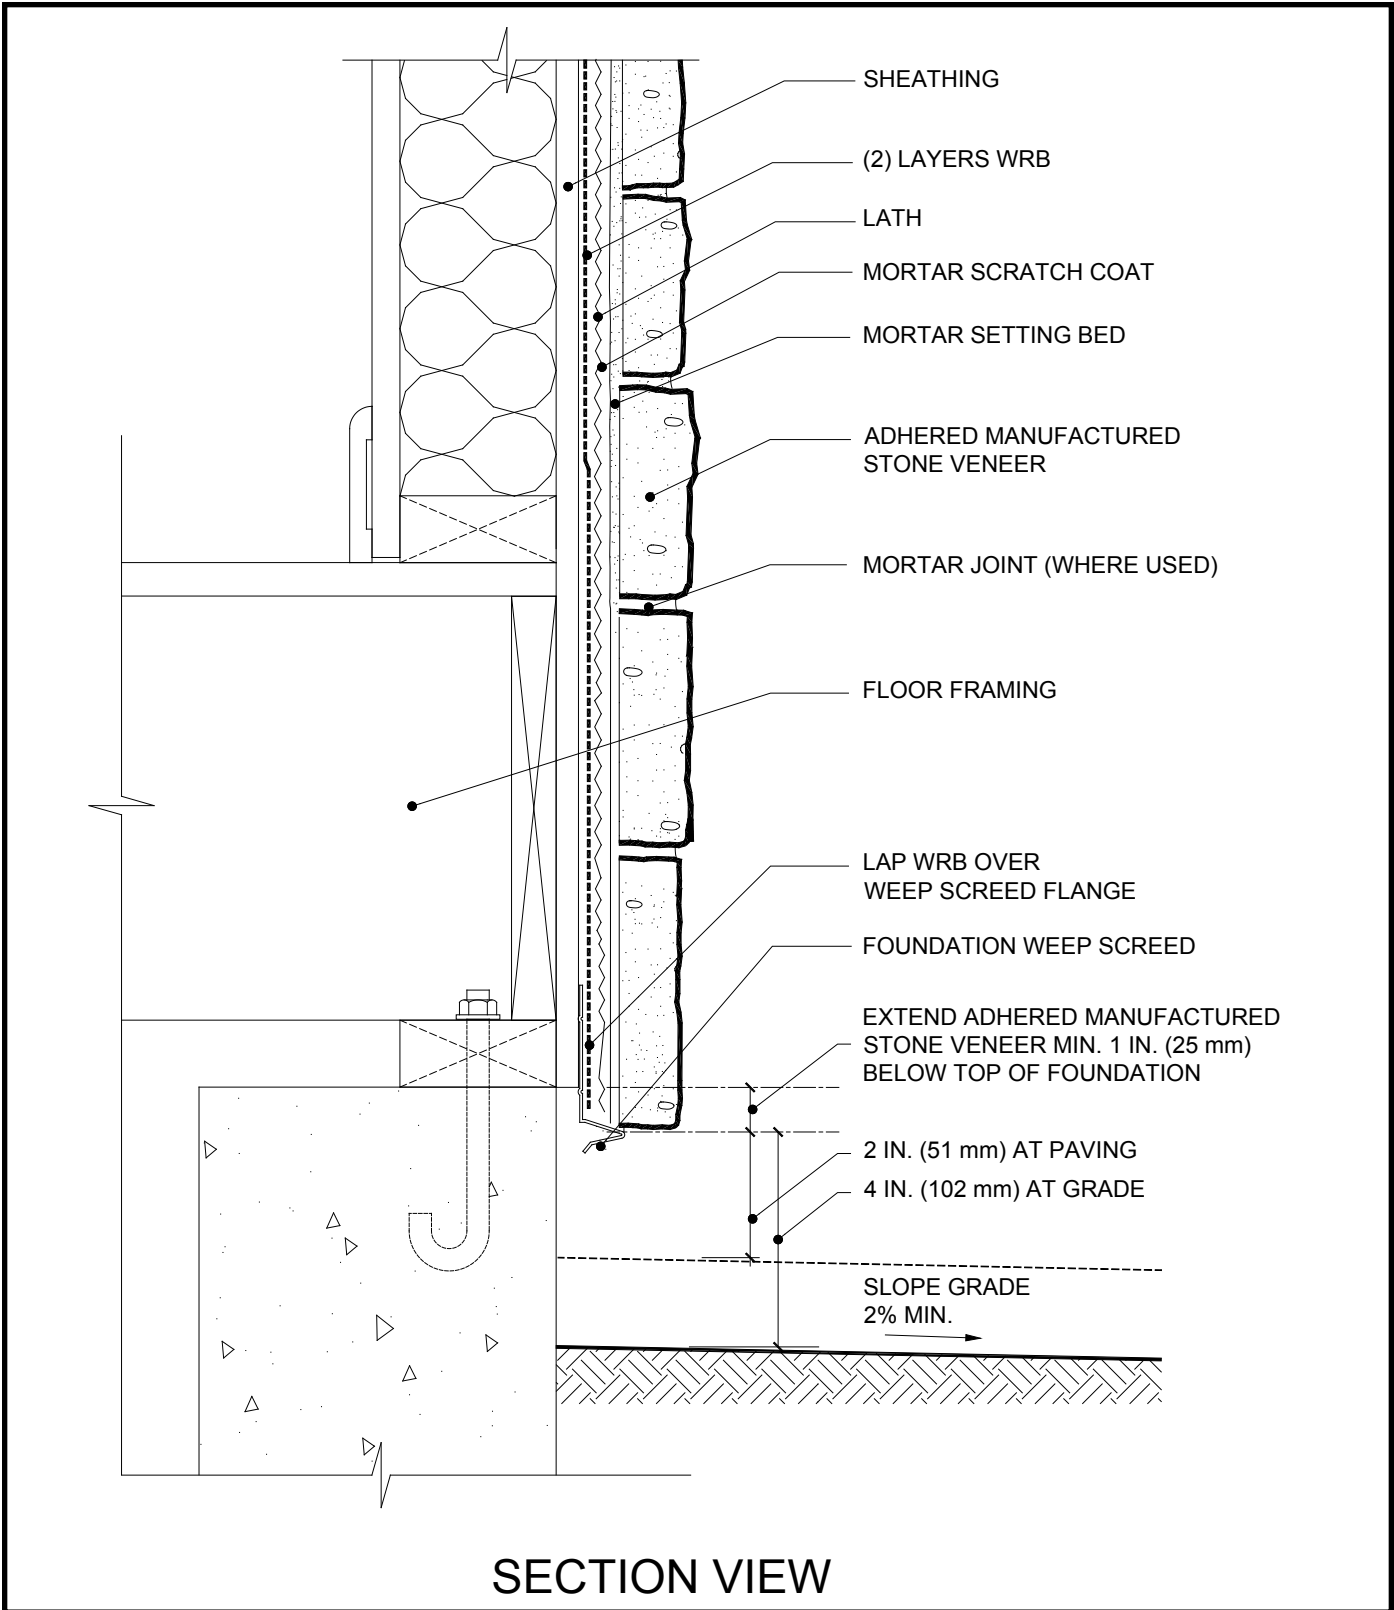 SHEATHING
(2) LAYERS WRB
LATH
MORTAR SCRATCH COAT
MORTAR SETTING BED
ADHERED MANUFACTURED
STONE VENEER
MORTAR JOINT (WHERE USED)
FLOOR FRAMING
LAP WRB OVER
WEEP SCREED FLANGE
FOUNDATION WEEP SCREED
EXTEND ADHERED MANUFACTURED
STONE VENEER MIN. 1 IN. (25 mm)
BELOW TOP OF FOUNDATION
2 IN. (51 mm) AT PAVING
4 IN. (102 mm) AT GRADE
SLOPE GRADE
2% MIN.
SECTION VIEW